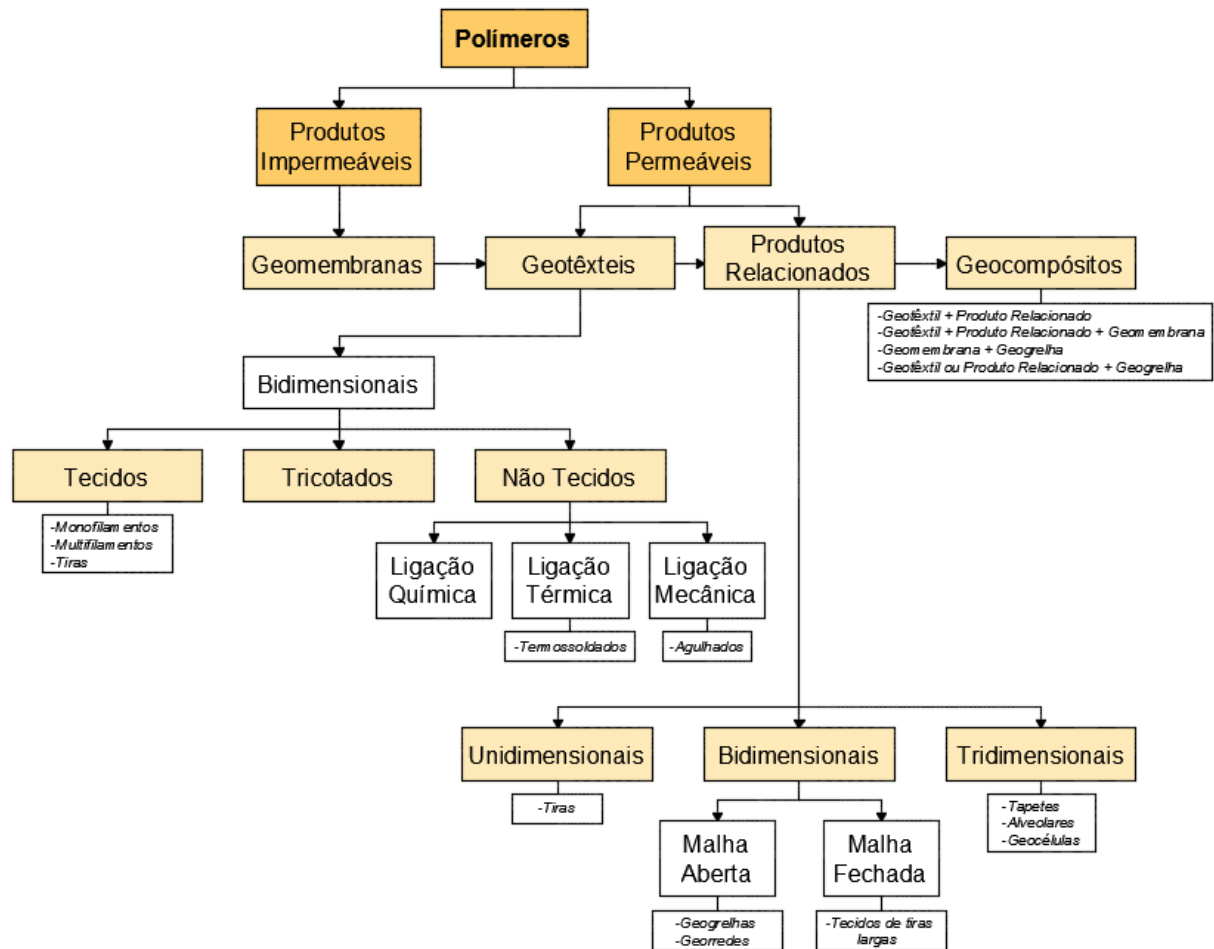 Polímeros
Produtos
Impermeáveis
Produtos
Permeáveis
Geomembranas
Geotêxteis
Produtos
Relacionados
Geocompósitos
-Geotêxtil + Produto Relacionado
-Geotêxtil + Produto Relacionado + Geomembrana
-Geomembrana + Geogrelha
-Geotêxtil ou Produto Relacionado + Geogrelha
Bidimensionais
Tecidos
Tricotados
Não Tecidos
-Monofilamentos
-Multifilamentos
-Tiras
Ligação
Química
Ligação
Térmica
Ligação
Mecânica
-Termossoldados
-Agulhados
Unidimensionais
Bidimensionais
Tridimensionais
-Tiras
-Tapetes
-Alveolares
-Geocélulas
Malha
Aberta
Malha
Fechada
-Geogrelhas
-Georredes
-Tecidos de tiras
largas